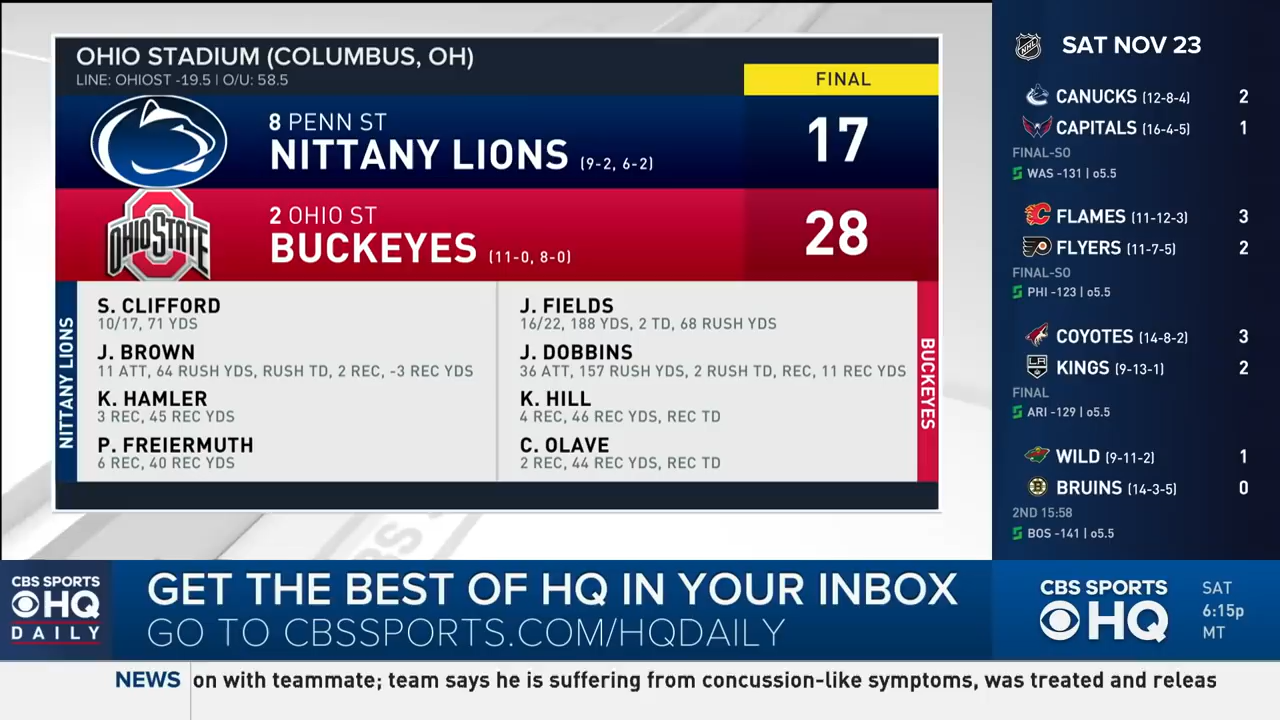 OHIO STADIUM (COLUMBUS, OH)
LINE: OHIOST -19.5 | O/U: 58.5
FINAL
8 PENN ST
NITTANY LIONS (9-2, 6-2)
17
OHIO STATE
2 OHIO ST
BUCKEYES (11-0, 8-0)
28
NITTANY LIONS
S. CLIFFORD
10/17, 71 YDS
J. BROWN
11 ATT, 64 RUSH YDS, RUSH TD, 2 REC, -3 REC YDS
K. HAMLER
3 REC, 45 REC YDS
P. FREIERMUTH
6 REC, 40 REC YDS
J. FIELDS
16/22, 188 YDS, 2 TD, 68 RUSH YDS
J. DOBBINS
36 ATT, 157 RUSH YDS, 2 RUSH TD, REC, 11 REC YDS
K. HILL
4 REC, 46 REC YDS, REC TD
C. OLAVE
2 REC, 44 REC YDS, REC TD
BUCKEYES
NHL
SAT NOV 23
CANUCKS (12-8-4) 2
CAPITALS (16-4-5) 1
FINAL-SO
WAS -131 | o5.5
FLAMES (11-12-3) 3
FLYERS (11-7-5) 2
FINAL-SO
PHI -123 | o5.5
COYOTES (14-8-2) 3
LA
KINGS (9-13-1) 2
FINAL
ARI -129 | o5.5
WILD (9-11-2) 1
B
BRUINS (14-3-5) 0
2ND 15:58
BOS -141 | o5.5
CBS SPORTS
HQ
DAILY
GET THE BEST OF HQ IN YOUR INBOX
GO TO CBSSPORTS.COM/HQDAILY
CBS SPORTS
HQ
SAT
6:15p
MT
NEWS
on with teammate; team says he is suffering from concussion-like symptoms, was treated and releas